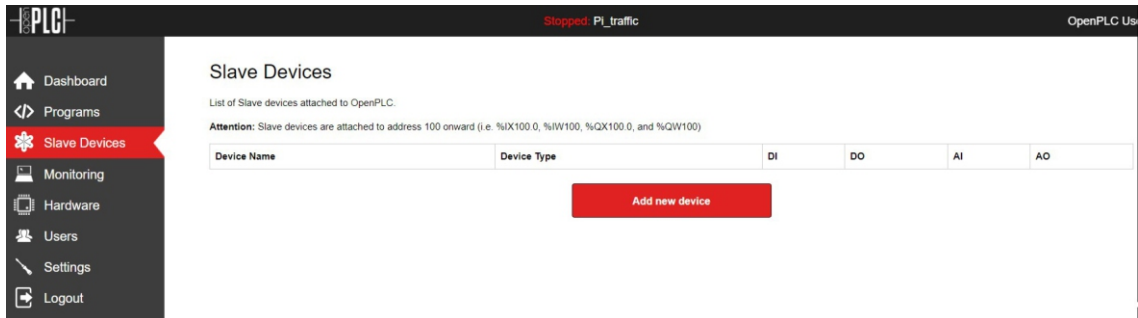 OPEN PLC
Stopped: Pi_traffic
OpenPLC Us
Dashboard
Programs
Slave Devices
Monitoring
Hardware
Users
Settings
Logout
Slave Devices
List of Slave devices attached to OpenPLC.
Attention: Slave devices are attached to address 100 onward (i.e. %IX100.0, %IW100, %QX100.0, and %QW100)
Device Name Device Type DI DO AI AO
Add new device